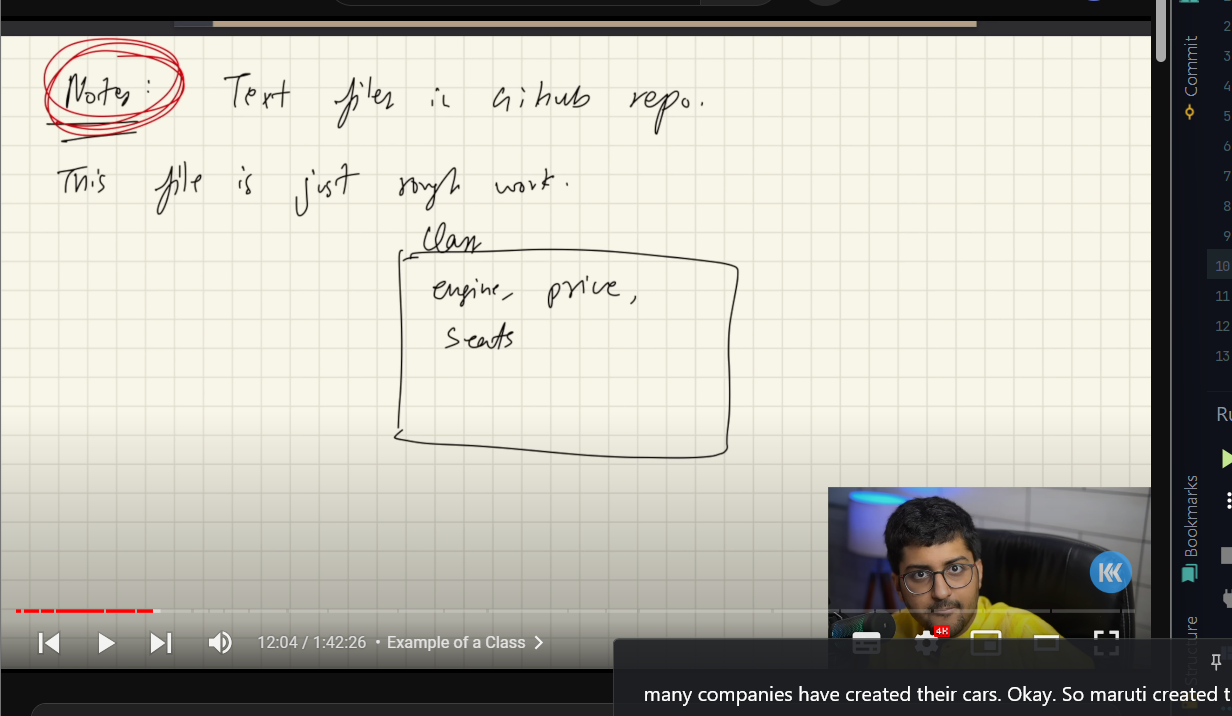 Notes: Text files in Github repo.
This file is just rough work.
Class
engine, price,
seats
12:04 / 1:42:26 • Example of a Class
4K
many companies have created their cars. Okay. So maruti created t
Commit
Bookmarks
Structure
2
3
4
5
6
7
8
9
10
11
12
13
Ru